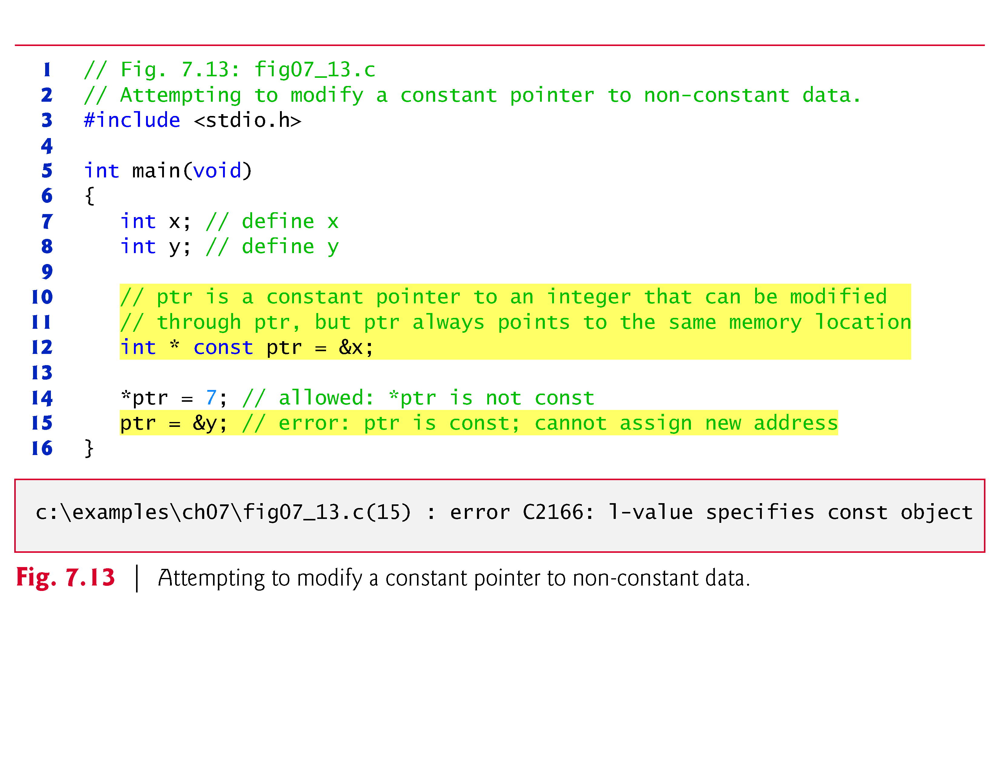 1 // Fig. 7.13: fig07_13.c
2 // Attempting to modify a constant pointer to non-constant data.
3 #include <stdio.h>
4
5 int main(void)
6 {
7 int x; // define x
8 int y; // define y
9
10 // ptr is a constant pointer to an integer that can be modified
11 // through ptr, but ptr always points to the same memory location
12 int * const ptr = &x;
13
14 *ptr = 7; // allowed: *ptr is not const
15 ptr = &y; // error: ptr is const; cannot assign new address
16 }
c:\examples\ch07\fig07_13.c(15) : error C2166: l-value specifies const object
Fig. 7.13 | Attempting to modify a constant pointer to non-constant data.